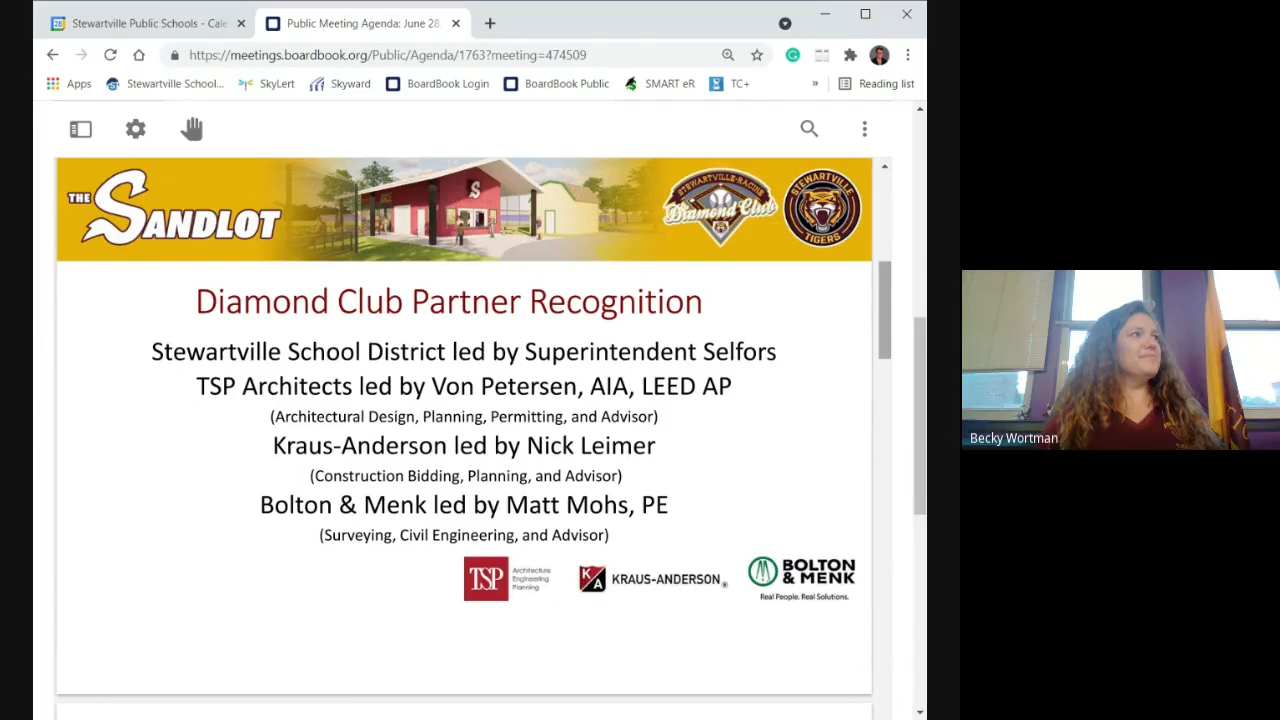 Stewartville Public Schools - Cale
Public Meeting Agenda: June 28,
https://meetings.boardbook.org/Public/Agenda/1763?meeting=474509
Apps
Stewartville School...
SkyLert
Skyward
BoardBook Login
BoardBook Public
SMART eR
TC+
»
Reading list
THE SANDLOT
S
STEWARTVILLE-RACINE
Diamond Club
STEWARTVILLE
TIGERS
Diamond Club Partner Recognition
Stewartville School District led by Superintendent Selfors
TSP Architects led by Von Petersen, AIA, LEED AP
(Architectural Design, Planning, Permitting, and Advisor)
Kraus-Anderson led by Nick Leimer
(Construction Bidding, Planning, and Advisor)
Bolton & Menk led by Matt Mohs, PE
(Surveying, Civil Engineering, and Advisor)
TSP
Architecture
Engineering
Planning
KA
KRAUS-ANDERSON®
BOLTON
& MENK
Real People. Real Solutions.
Becky Wortman